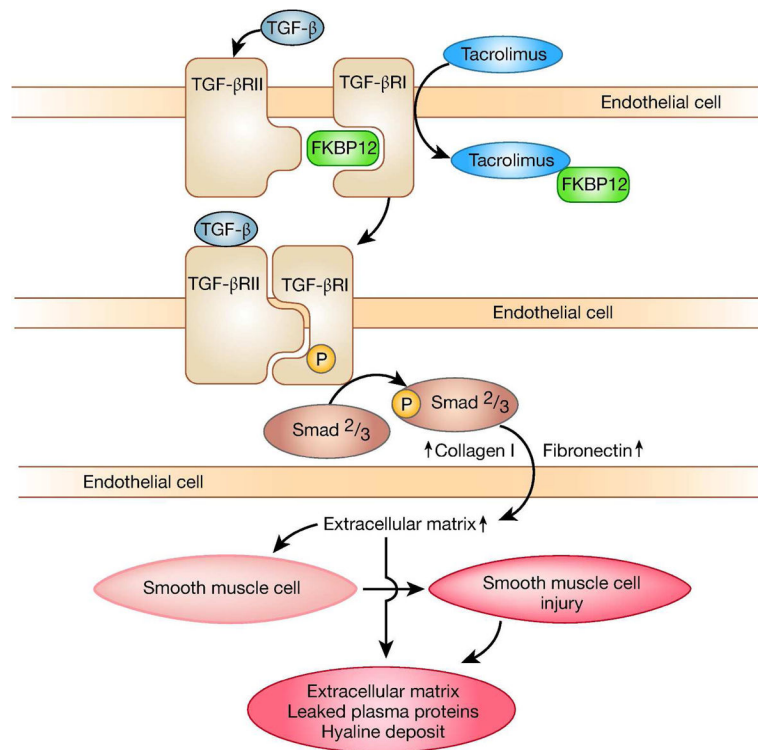 TGF-β
TGF-βRII
TGF-βRI
Tacrolimus
Endothelial cell
FKBP12
Tacrolimus
FKBP12
TGF-β
TGF-βRII
TGF-βRI
Endothelial cell
P
Smad 2/3
P
Smad 2/3
↑Collagen I
Fibronectin↑
Endothelial cell
Extracellular matrix↑
Smooth muscle cell
Smooth muscle cell
injury
Extracellular matrix
Leaked plasma proteins
Hyaline deposit